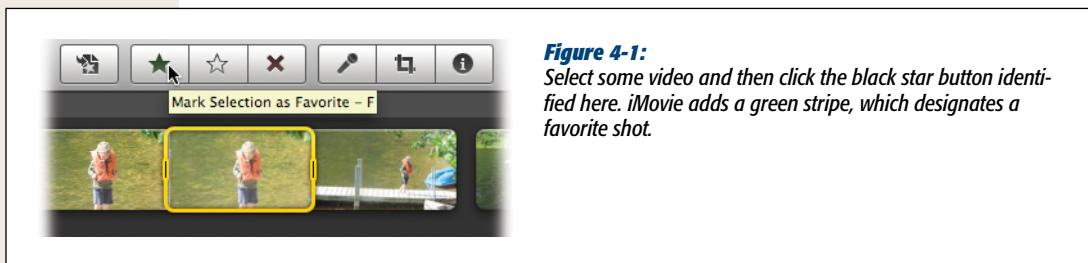 Mark Selection as Favorite – F
Figure 4-1:
Select some video and then click the black star button identi-
fied here. iMovie adds a green stripe, which designates a
favorite shot.